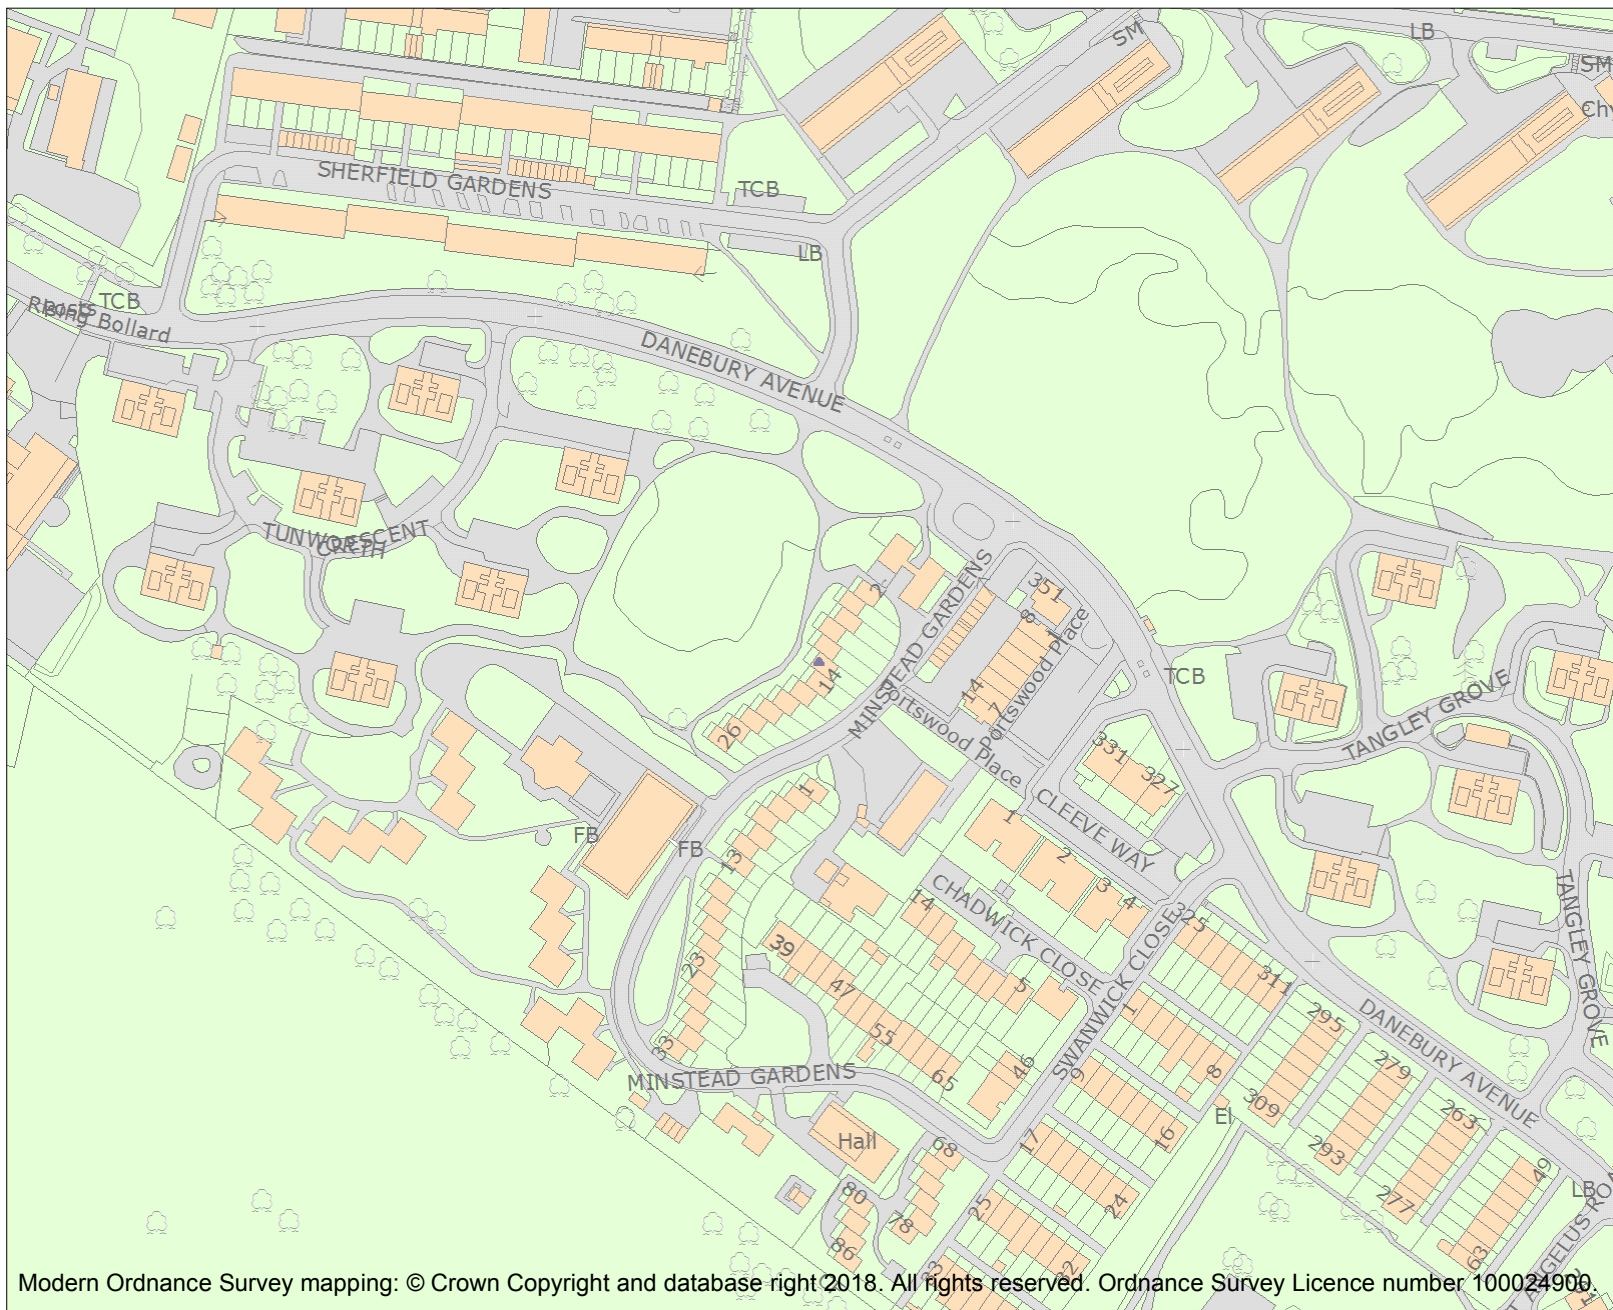 LB
SM
SM
Chy
SHERFIELD GARDENS
TCB
LB
TCB
Posts
Rising Bollard
DANEBURY AVENUE
TUNWORTH
CRESCENT
MINSTEAD GARDENS
2
14
26
351
8
14
7
Portswood Place
Portswood Place
TCB
TANGLEY GROVE
331
327
CLEEVE WAY
1
2
3
4
1
13
23
33
FB
FB
CHADWICK CLOSE
14
5
39
47
55
65
46
SWANWICK CLOSE
325
311
TANGLEY GROVE
DANEBURY AVENUE
295
279
263
49
309
293
277
63
El
1
8
9
16
17
24
25
32
33
MINSTEAD GARDENS
Hall
68
78
80
86
LB
Modern Ordnance Survey mapping: © Crown Copyright and database right 2018. All rights reserved. Ordnance Survey Licence number 100024900.